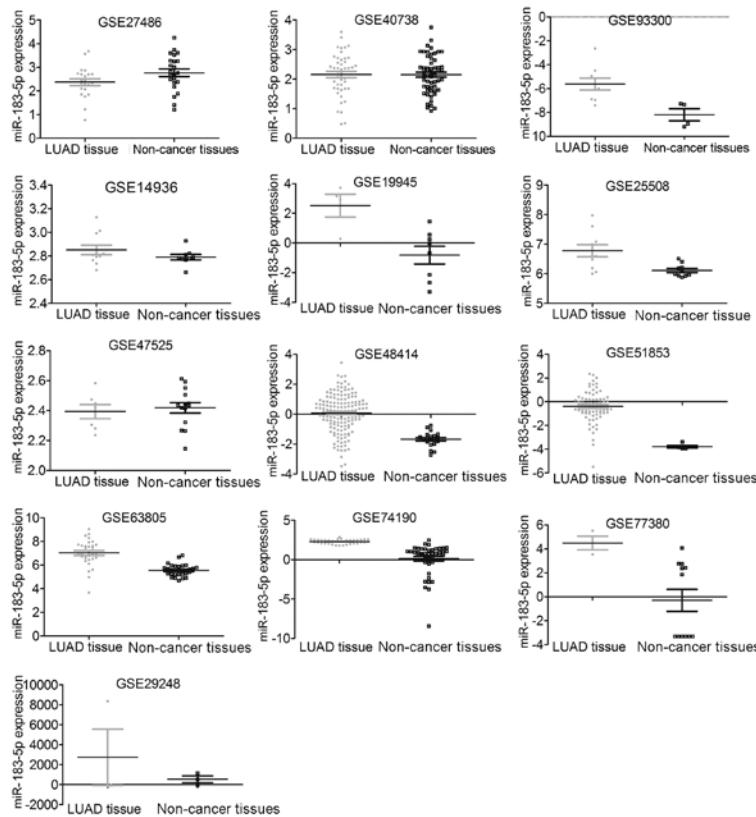 GSE27486
miR-183-5p expression
5
4
3
2
1
0
LUAD tissue Non-cancer tissues
GSE40738
miR-183-5p expression
4
3
2
1
0
LUAD tissue Non-cancer tissues
GSE93300
miR-183-5p expression
0
-2
-4
-6
-8
10
LUAD tissue Non-cancer tissues
GSE14936
miR-183-5p expression
3.4
3.2
3.0
2.8
2.6
2.4
LUAD tissue Non-cancer tissues
GSE19945
miR-183-5p expression
4
2
0
-2
-4
LUAD tissue Non-cancer tissues
GSE25508
miR-183-5p expression
9
8
7
6
5
LUAD tissue Non-cancer tissue
GSE47525
miR-183-5p expression
2.8
2.6
2.4
2.2
2.0
LUAD tissue Non-cancer tissues
GSE48414
miR-183-5p expression
4
2
0
-2
-4
LUAD tissue Non-cancer tissues
GSE51853
miR-183-5p expression
4
2
0
-2
-4
-6
LUAD tissue Non-cancer tissues
GSE63805
miR-183-5p expression
10
8
6
4
2
0
LUAD tissue Non-cancer tissues
GSE74190
miR-183-5p expression
5
0
-5
-10
LUAD tissue Non-cancer tissues
GSE77380
miR-183-5p expression
6
4
2
0
-2
-4
LUAD tissue Non-cancer tissues
GSE29248
miR-183-5p expression
10000
8000
6000
4000
2000
0
-2000
LUAD tissue Non-cancer tissues